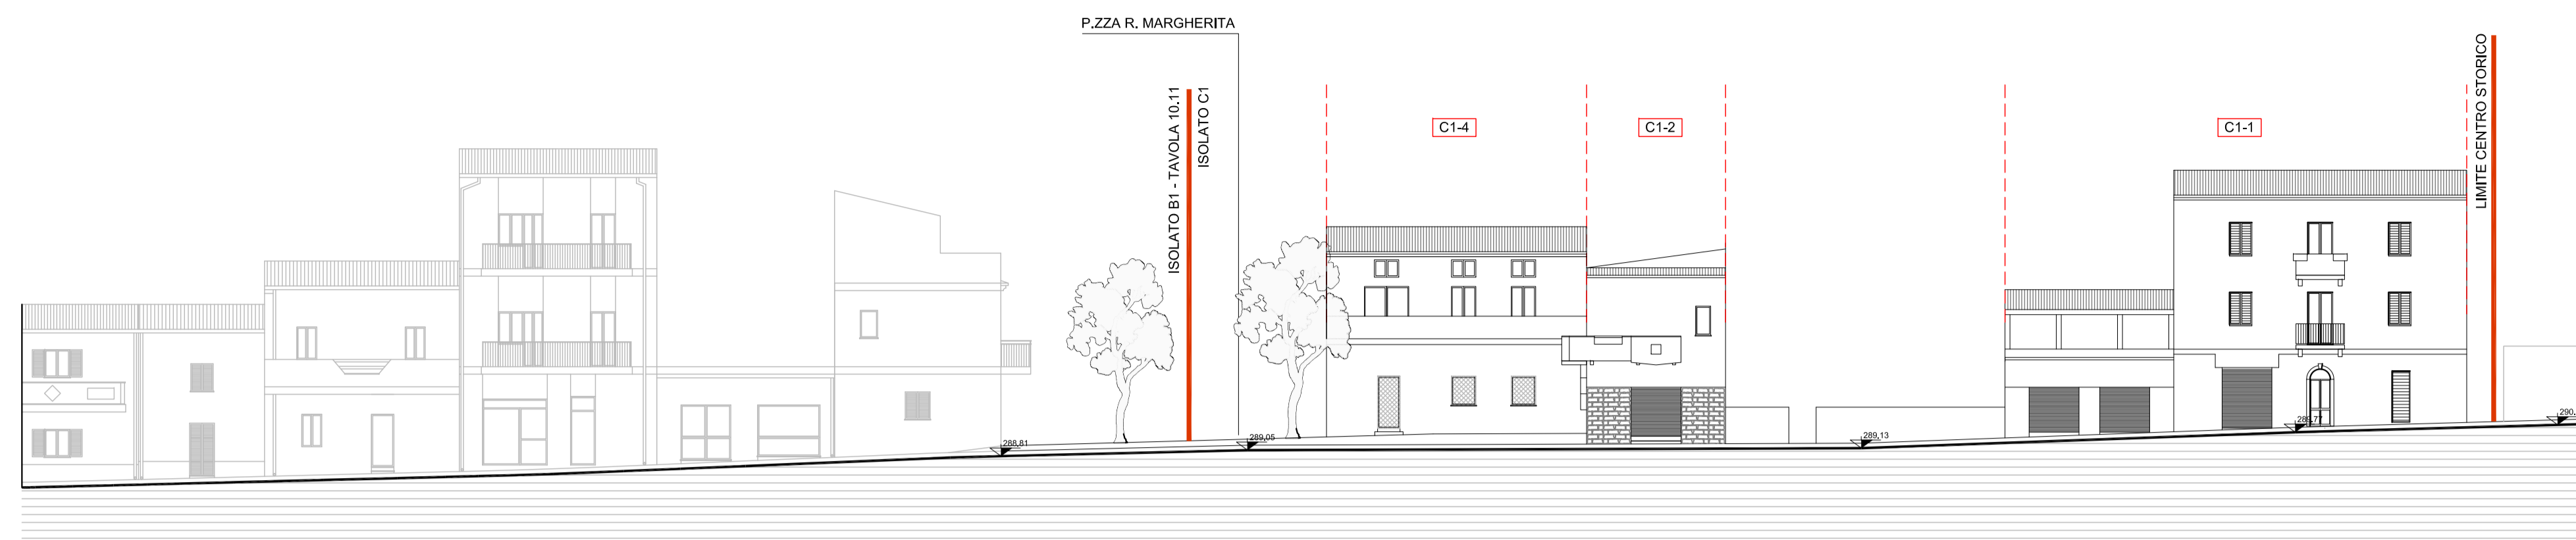 P.ZZA R. MARGHERITA
ISOLATO B1 - TAVOLA 10.11
ISOLATO C1
C1-4
C1-2
C1-1
LIMITE CENTRO STORICO
288,81
289,05
289,13
289,77
290,